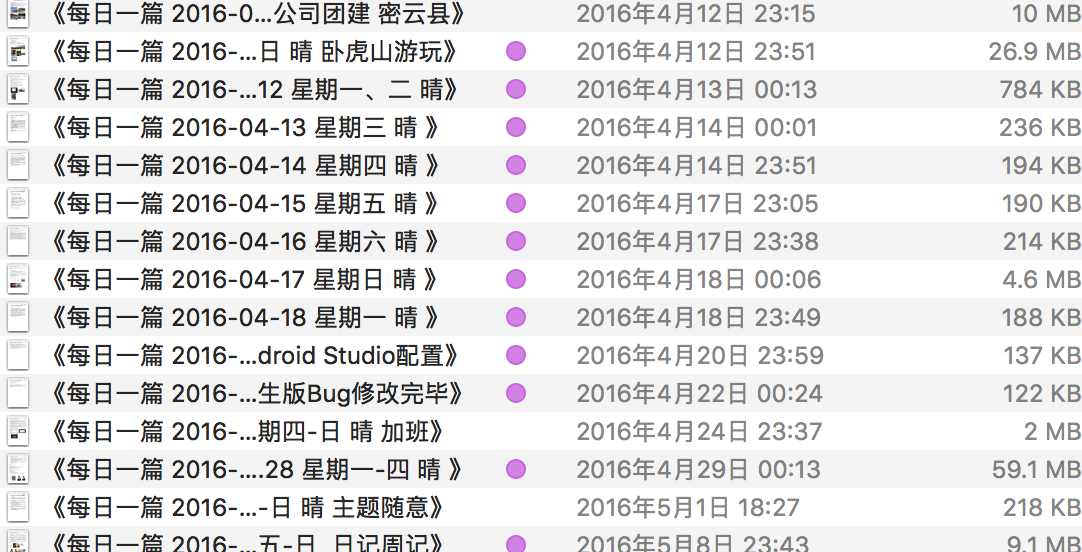 《每日一篇 2016-0...公司团建 密云县》 2016年4月12日 23:15 10 MB
《每日一篇 2016-...日 晴 卧虎山游玩》 2016年4月12日 23:51 26.9 MB
《每日一篇 2016-...12 星期一、二 晴》 2016年4月13日 00:13 784 KB
《每日一篇 2016-04-13 星期三 晴 》 2016年4月14日 00:01 236 KB
《每日一篇 2016-04-14 星期四 晴 》 2016年4月14日 23:51 194 KB
《每日一篇 2016-04-15 星期五 晴 》 2016年4月17日 23:05 190 KB
《每日一篇 2016-04-16 星期六 晴 》 2016年4月17日 23:38 214 KB
《每日一篇 2016-04-17 星期日 晴 》 2016年4月18日 00:06 4.6 MB
《每日一篇 2016-04-18 星期一 晴 》 2016年4月18日 23:49 188 KB
《每日一篇 2016-...droid Studio配置》 2016年4月20日 23:59 137 KB
《每日一篇 2016-...生版Bug修改完毕》 2016年4月22日 00:24 122 KB
《每日一篇 2016-...期四-日 晴 加班》 2016年4月24日 23:37 2 MB
《每日一篇 2016-....28 星期一-四 晴 》 2016年4月29日 00:13 59.1 MB
《每日一篇 2016-...-日 晴 主题随意》 2016年5月1日 18:27 218 KB
《每日一篇 2016-...五-日 日记周记》 2016年5月8日 23:43 9.1 MB